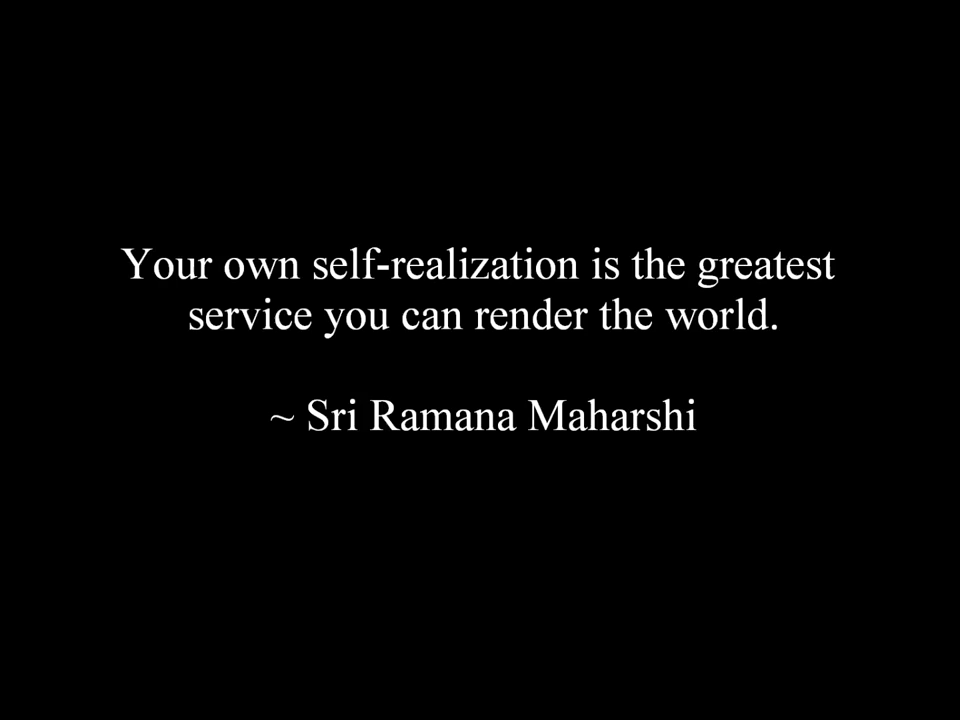 Your own self-realization is the greatest
service you can render the world.
~ Sri Ramana Maharshi